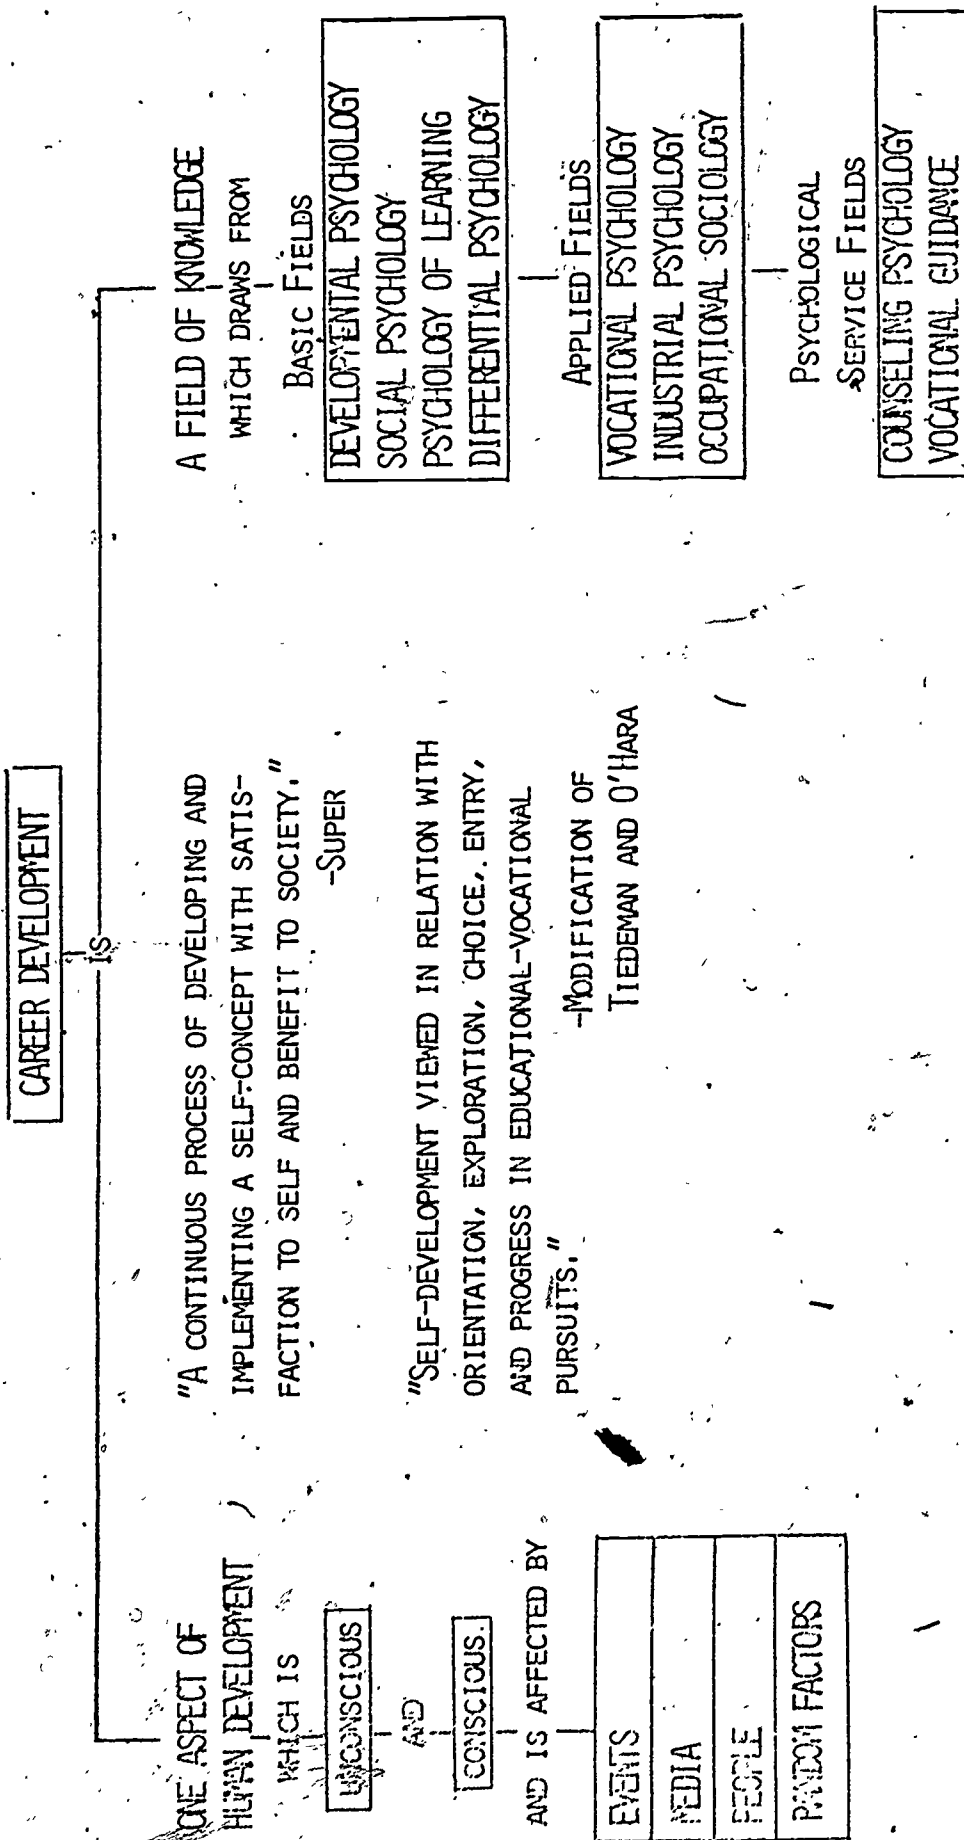 CAREER DEVELOPMENT
IS
ONE ASPECT OF
HUMAN DEVELOPMENT
WHICH IS
UNCONSCIOUS
AND
CONSCIOUS.
AND IS AFFECTED BY
EVENTS
MEDIA
PEOPLE
RANDOM FACTORS
"A CONTINUOUS PROCESS OF DEVELOPING AND
IMPLEMENTING A SELF-CONCEPT WITH SATIS-
FACTION TO SELF AND BENEFIT TO SOCIETY."
-SUPER
"SELF-DEVELOPMENT VIEWED IN RELATION WITH
ORIENTATION, EXPLORATION, CHOICE, ENTRY,
AND PROGRESS IN EDUCATIONAL-VOCATIONAL
PURSUITS."
-MODIFICATION OF
TIEDEMAN AND O'HARA
A FIELD OF KNOWLEDGE
WHICH DRAWS FROM
BASIC FIELDS
DEVELOPMENTAL PSYCHOLOGY
SOCIAL PSYCHOLOGY
PSYCHOLOGY OF LEARNING
DIFFERENTIAL PSYCHOLOGY
APPLIED FIELDS
VOCATIONAL PSYCHOLOGY
INDUSTRIAL PSYCHOLOGY
OCCUPATIONAL SOCIOLOGY
PSYCHOLOGICAL
SERVICE FIELDS
COUNSELING PSYCHOLOGY
VOCATIONAL GUIDANCE